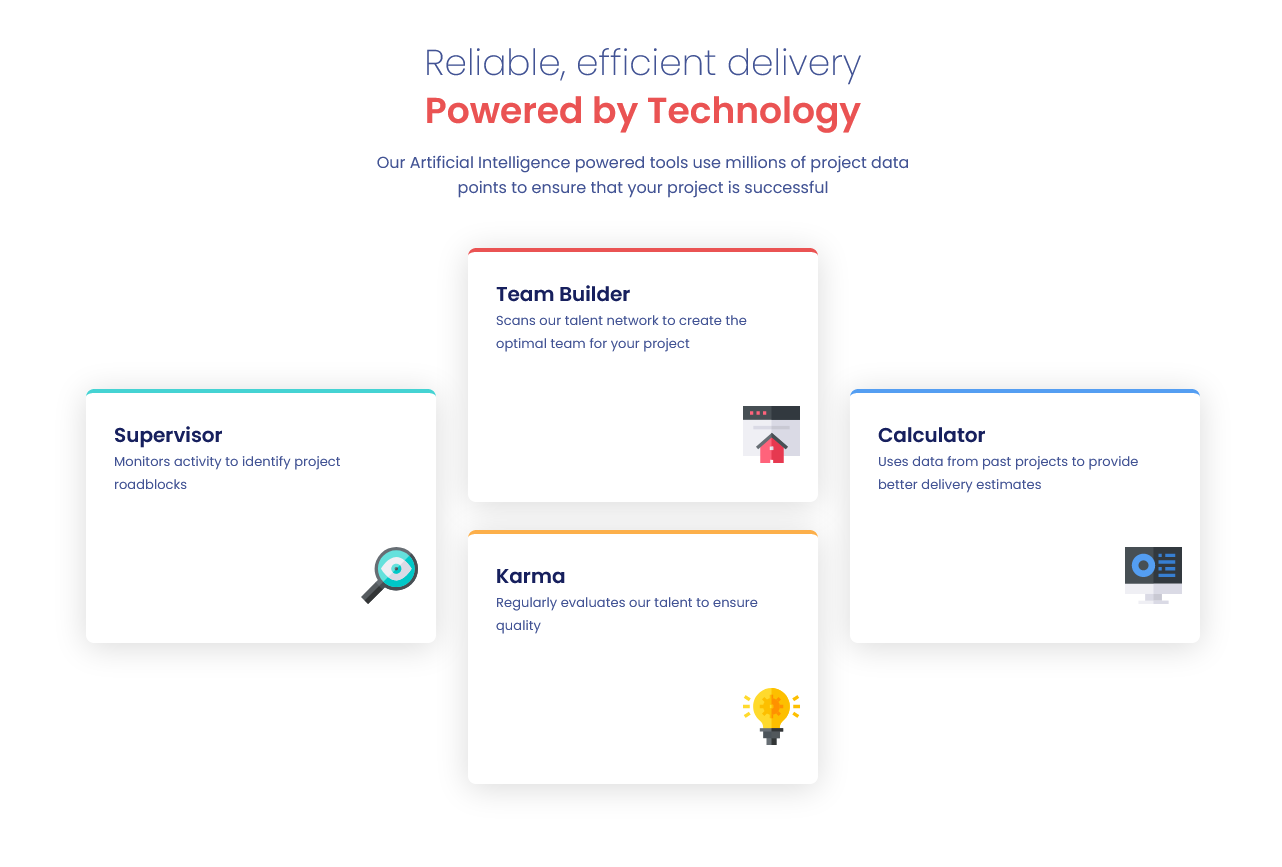 Reliable, efficient delivery
Powered by Technology
Our Artificial Intelligence powered tools use millions of project data
points to ensure that your project is successful
Team Builder
Scans our talent network to create the
optimal team for your project
Supervisor
Monitors activity to identify project
roadblocks
Calculator
Uses data from past projects to provide
better delivery estimates
Karma
Regularly evaluates our talent to ensure
quality